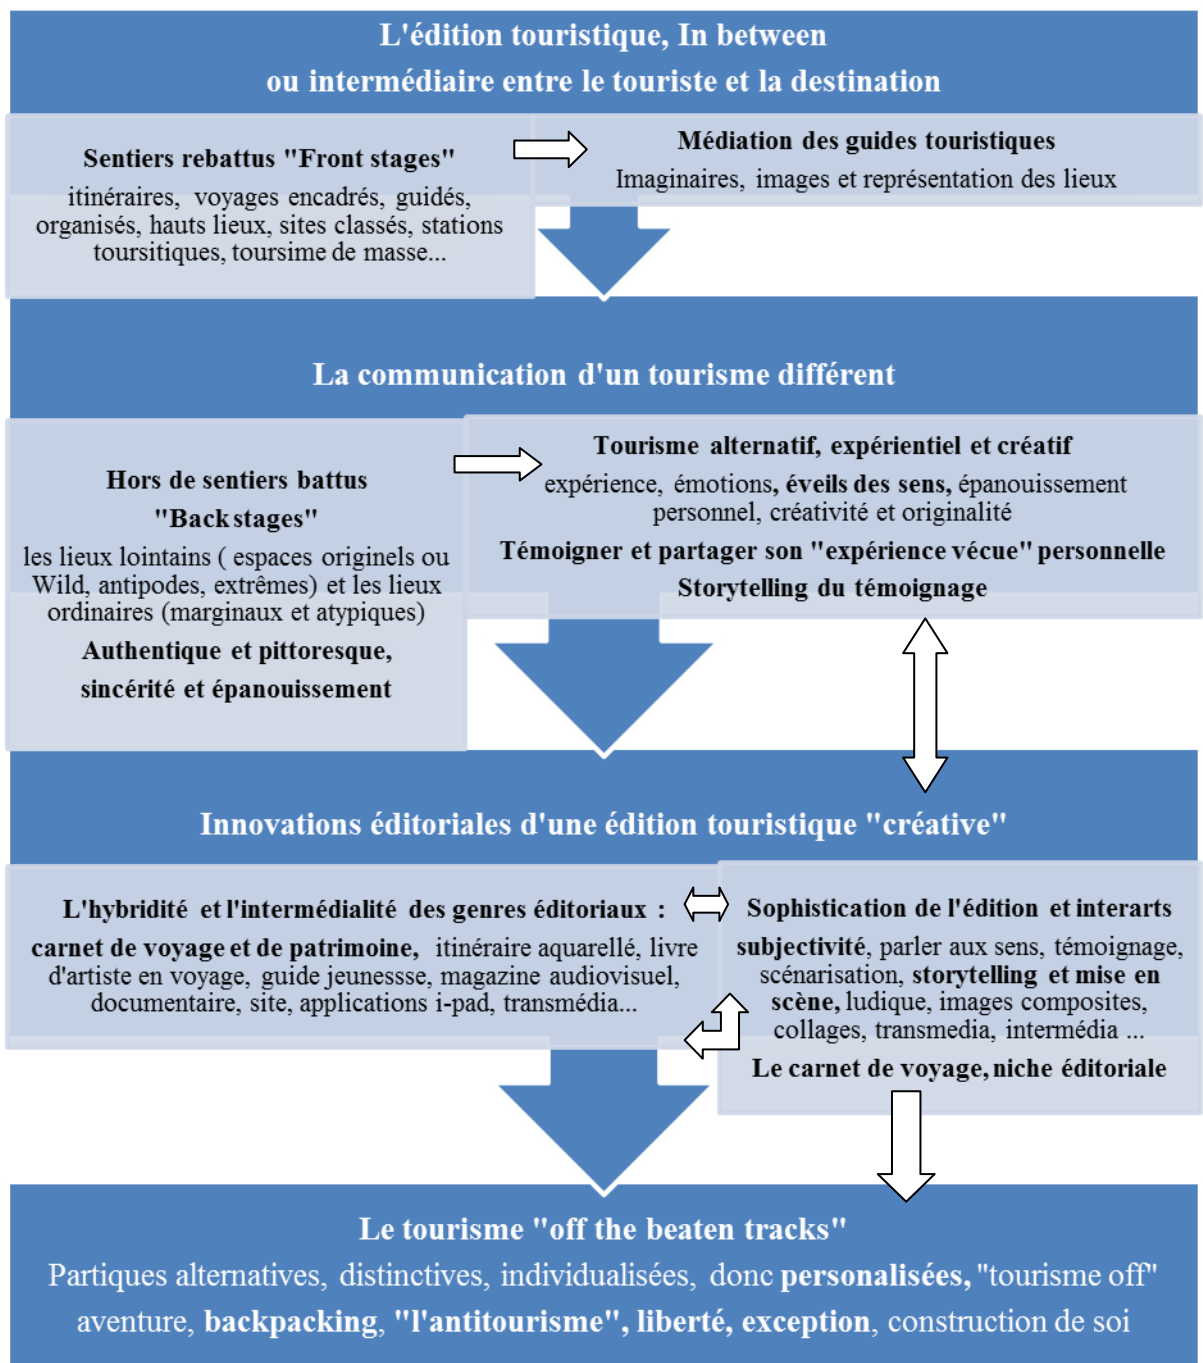 L'édition touristique, In between
ou intermédiaire entre le touriste et la destination
Sentiers rebattus "Front stages"
itinéraires, voyages encadrés, guidés,
organisés, hauts lieux, sites classés, stations
toursitiques, toursime de masse...
Médiation des guides touristiques
Imaginaires, images et représentation des lieux
La communication d'un tourisme différent
Hors de sentiers battus
"Back stages"
les lieux lointains ( espaces originels ou
Wild, antipodes, extrêmes) et les lieux
ordinaires (marginaux et atypiques)
Authentique et pittoresque,
sincérité et épanouissement
Tourisme alternatif, expérientiel et créatif
expérience, émotions, éveils des sens, épanouissement
personnel, créativité et originalité
Témoigner et partager son "expérience vécue" personnelle
Storytelling du témoignage
Innovations éditoriales d'une édition touristique "créative"
L'hybridité et l'intermédialité des genres éditoriaux :
carnet de voyage et de patrimoine, itinéraire aquarellé, livre
d'artiste en voyage, guide jeunessse, magazine audiovisuel,
documentaire, site, applications i-pad, transmédia...
Sophistication de l'édition et interarts
subjectivité, parler aux sens, témoignage,
scénarisation, storytelling et mise en
scène, ludique, images composites,
collages, transmedia, intermédia ...
Le carnet de voyage, niche éditoriale
Le tourisme "off the beaten tracks"
Partiques alternatives, distinctives, individualisées, donc personalisées, "tourisme off"
aventure, backpacking, "l'antitourisme", liberté, exception, construction de soi